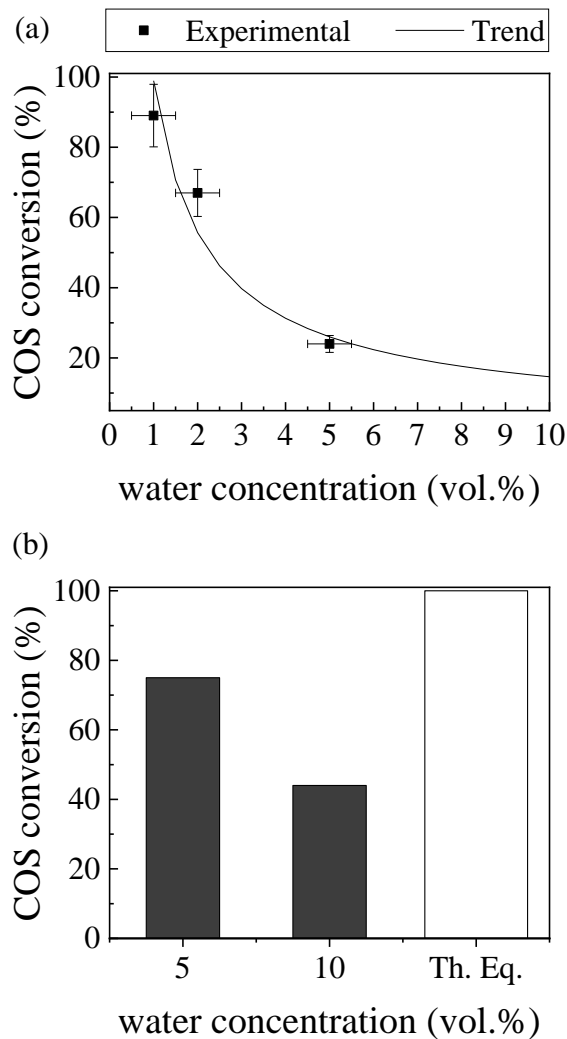 (a)
Experimental Trend
100
80
60
40
20
COS conversion (%)
0 1 2 3 4 5 6 7 8 9 10
water concentration (vol.%)
(b)
100
80
60
40
20
0
COS conversion (%)
5 10 Th. Eq.
water concentration (vol.%)